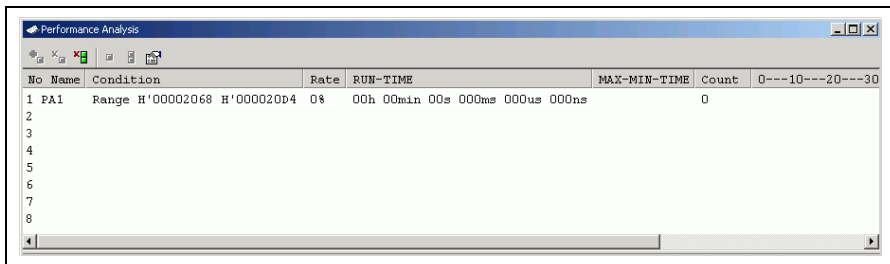 Performance Analysis
No Name Condition Rate RUN-TIME MAX-MIN-TIME Count 0---10---20---30
1 PA1 Range H'00002068 H'000020D4 0% 00h 00min 00s 000ms 000us 000ns 0
2
3
4
5
6
7
8